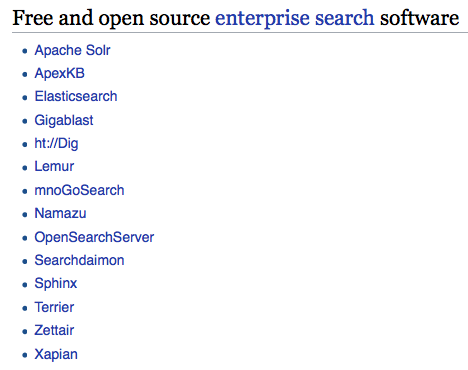 Free and open source enterprise search software
Apache Solr
ApexKB
Elasticsearch
Gigablast
ht://Dig
Lemur
mnoGoSearch
Namazu
OpenSearchServer
Searchdaimon
Sphinx
Terrier
Zettair
Xapian